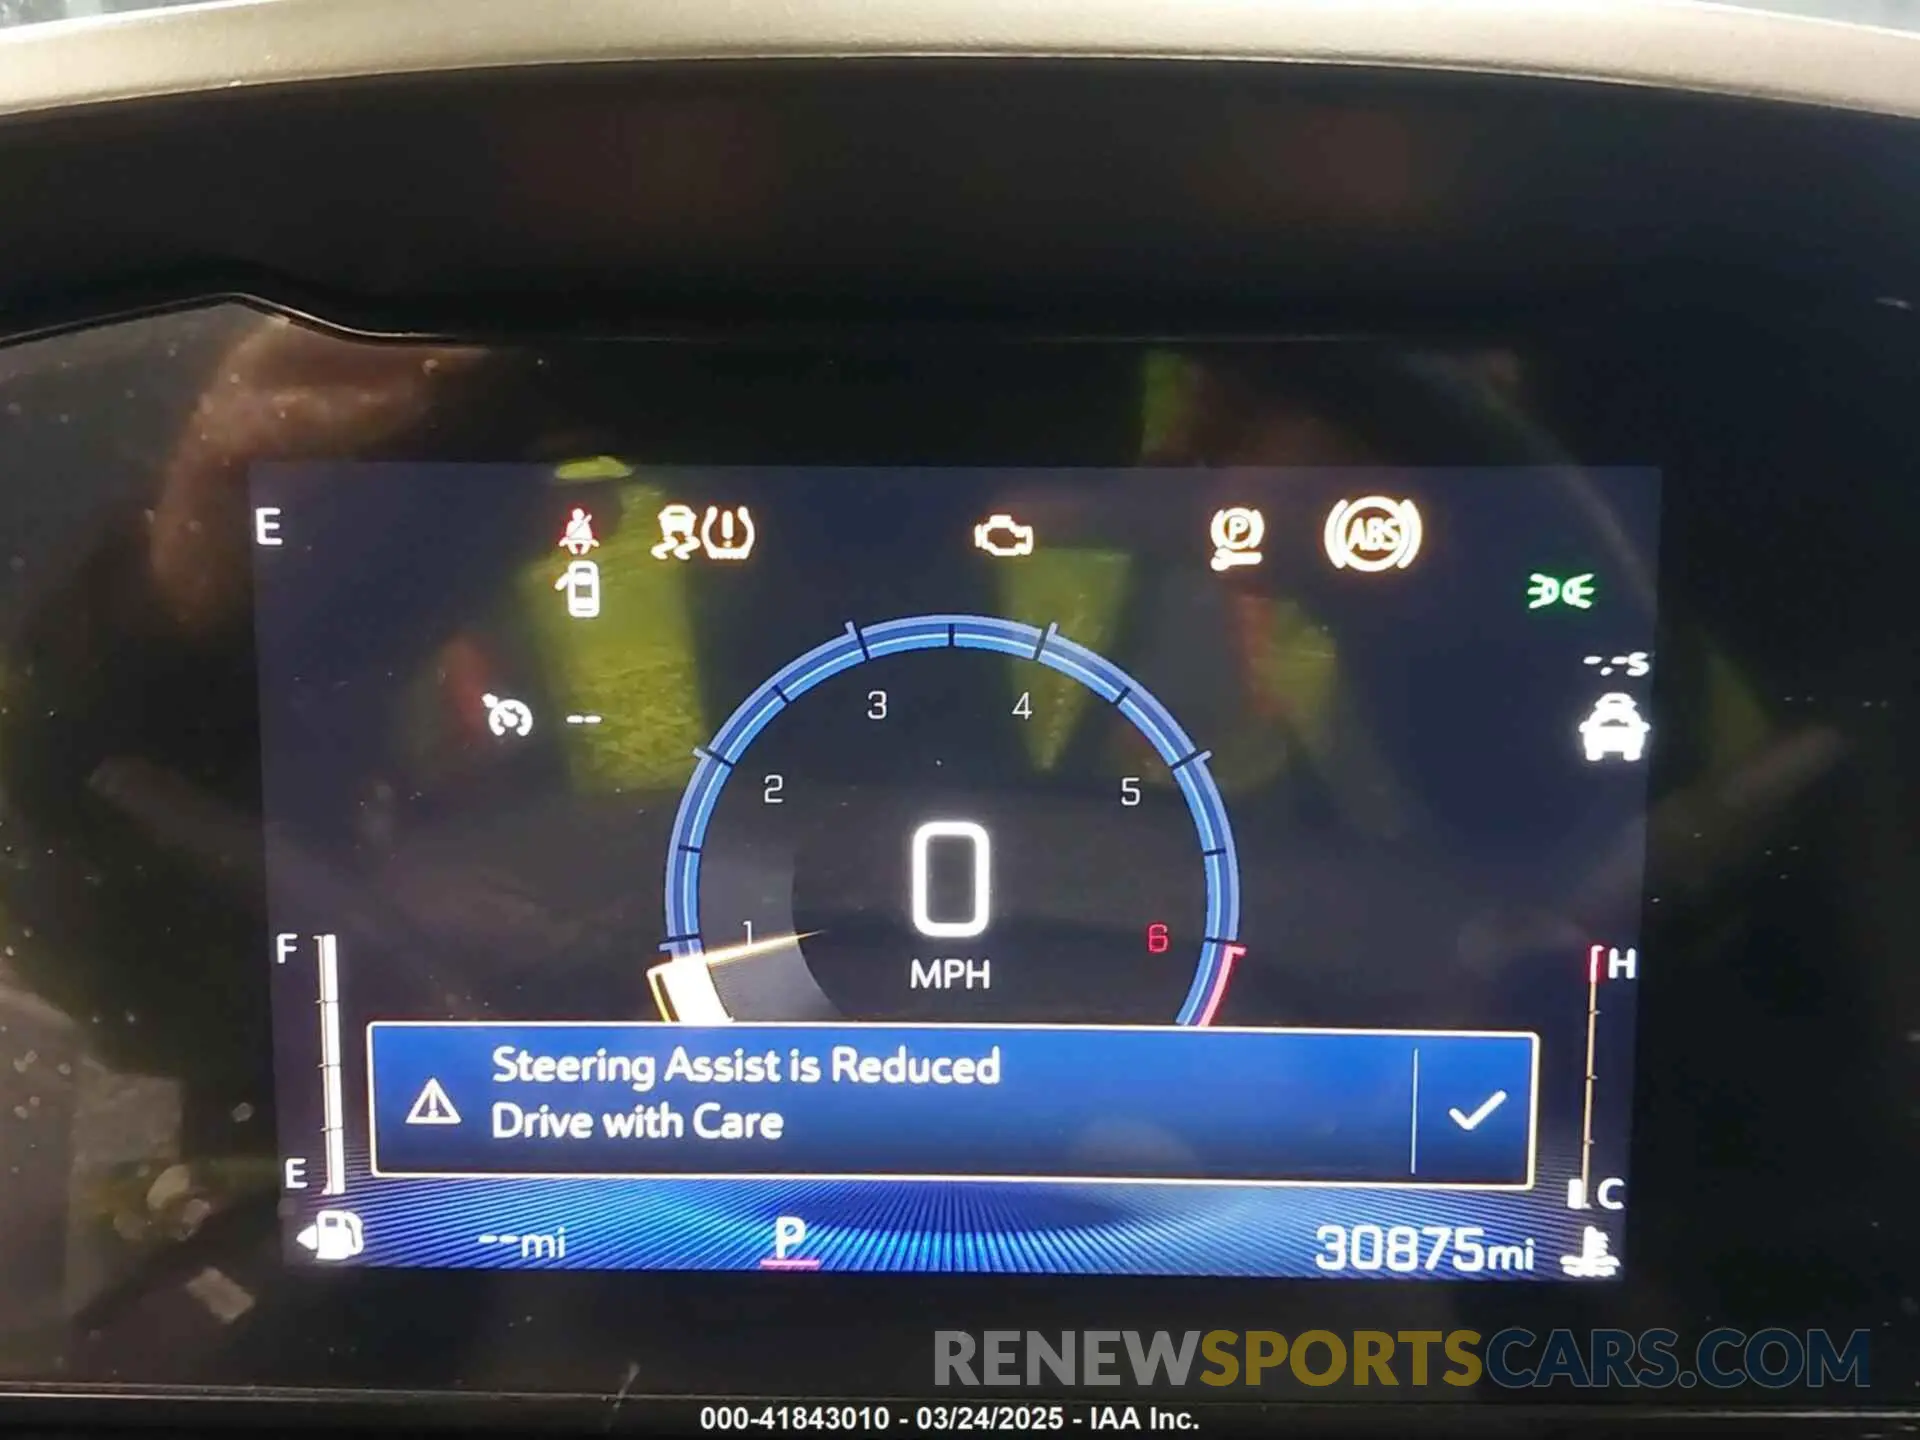 E
P
ABS
-.-s
--
3
4
2
5
1
0
6
MPH
F
H
Steering Assist is Reduced
Drive with Care
E
C
--mi
P
30875mi
RENEWSPORTSCARS.COM
000-41843010 - 03/24/2025 - IAA Inc.